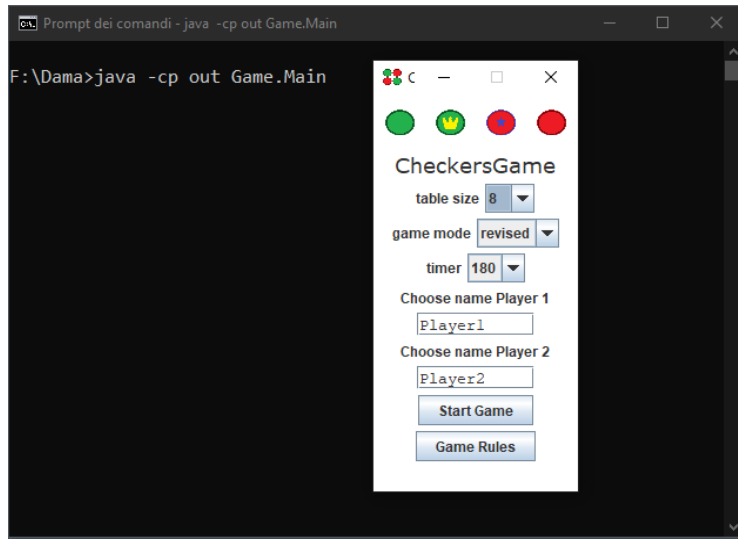 Prompt dei comandi - java -cp out Game.Main
F:\Dama>java -cp out Game.Main
C
CheckersGame
table size 8
game mode revised
timer 180
Choose name Player 1
Player1
Choose name Player 2
Player2
Start Game
Game Rules